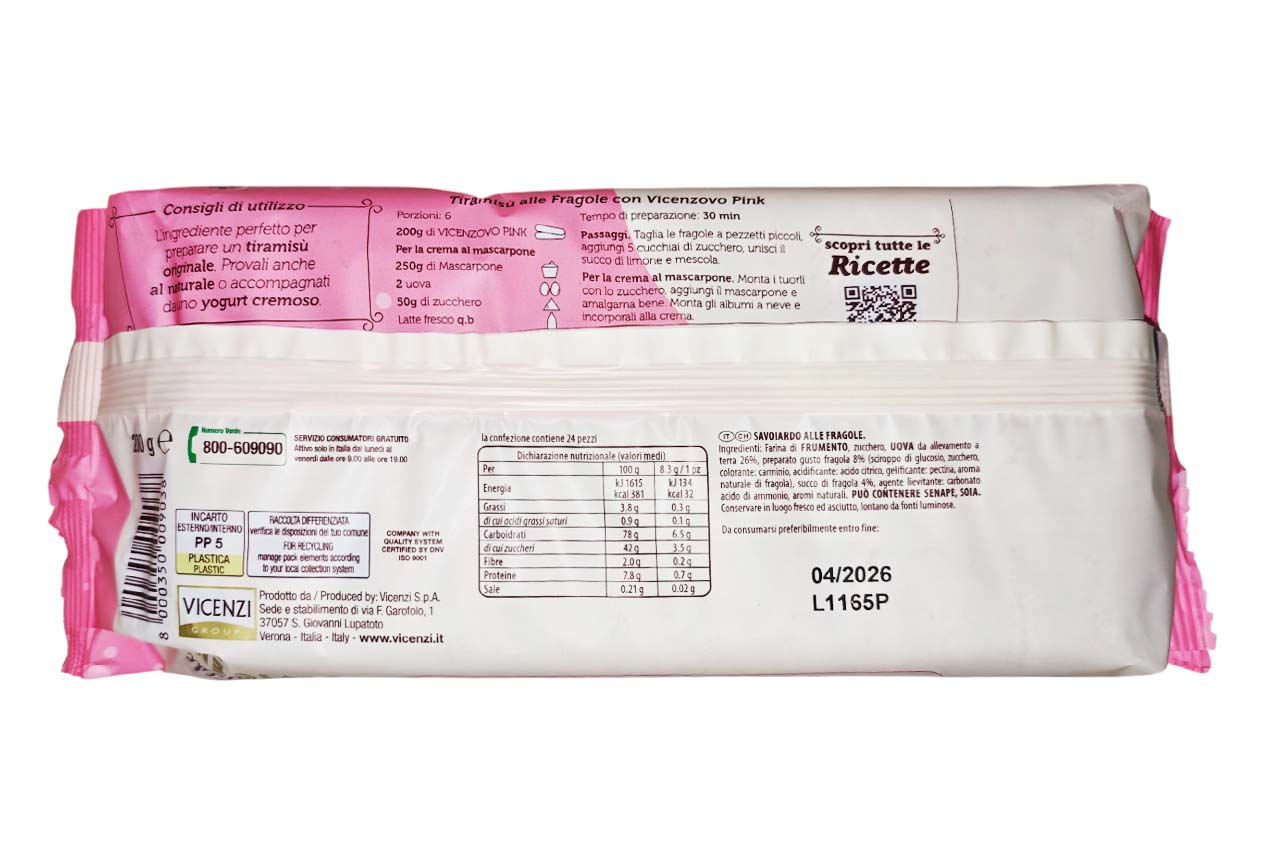 Consigli di utilizzo
L'ingrediente perfetto per
preparare un tiramisù
originale. Provali anche
al naturale o accompagnati
da uno yogurt cremoso.
Tiramisù alle Fragole con Vicenzovo Pink
Porzioni: 6
200g di VICENZOVO PINK
Per la crema al mascarpone
250g di Mascarpone
2 uova
50g di zucchero
Latte fresco q.b
Tempo di preparazione: 30 min
Passaggi. Taglia le fragole a pezzetti piccoli,
aggiungi 5 cucchiai di zucchero, unisci il
succo di limone e mescola.
Per la crema al mascarpone. Monta i tuorli
con lo zucchero, aggiungi il mascarpone e
amalgama bene. Monta gli albumi a neve e
incorporali alla crema.
scopri tutte le
Ricette
200 g e
8 000350 009038
Numero Verde
800-609090
SERVIZIO CONSUMATORI GRATUITO
Attivo solo in Italia dal lunedì al
venerdì dalle ore 9.00 alle ore 19.00
INCARTO
ESTERNO/INTERNO
PP 5
PLASTICA
PLASTIC
RACCOLTA DIFFERENZIATA
verifica le disposizioni del tuo comune
FOR RECYCLING
manage pack elements according
to your local collection system
COMPANY WITH
QUALITY SYSTEM
CERTIFIED BY DNV
ISO 9001
VICENZI
GROUP
Prodotto da / Produced by: Vicenzi S.p.A.
Sede e stabilimento di via F. Garofolo, 1
37057 S. Giovanni Lupatoto
Verona - Italia - Italy - www.vicenzi.it
la confezione contiene 24 pezzi
Dichiarazione nutrizionale (valori medi)
Per 100 g 8.3 g / 1 pz
Energia kJ 1615 kJ 134
kcal 381 kcal 32
Grassi 3.8 g 0.3 g
di cui acidi grassi saturi 0.9 g 0.1 g
Carboidrati 78 g 6.5 g
di cui zuccheri 42 g 3.5 g
Fibre 2.0 g 0.2 g
Proteine 7.8 g 0.7 g
Sale 0.21 g 0.02 g
IT CH SAVOIARDO ALLE FRAGOLE.
Ingredienti: Farina di FRUMENTO, zucchero, UOVA da allevamento a
terra 26%, preparato gusto fragola 8% (sciroppo di glucosio, zucchero,
colorante: carminio, acidificante: acido citrico, gelificante: pectina, aroma
naturale di fragola), succo di fragola 4%, agente lievitante: carbonato
acido di ammonio, aromi naturali. PUÒ CONTENERE SENAPE, SOIA.
Conservare in luogo fresco ed asciutto, lontano da fonti luminose.
Da consumarsi preferibilmente entro fine:
04/2026
L1165P